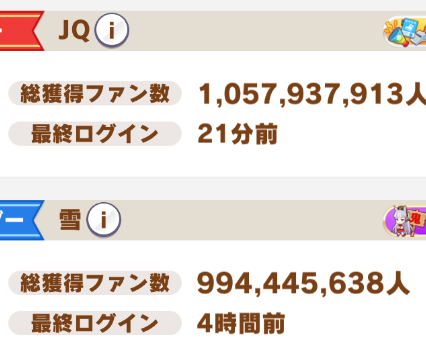 JQ i
総獲得ファン数 1,057,937,913人
最終ログイン 21分前
ー 雪 i
総獲得ファン数 994,445,638人
最終ログイン 4時間前